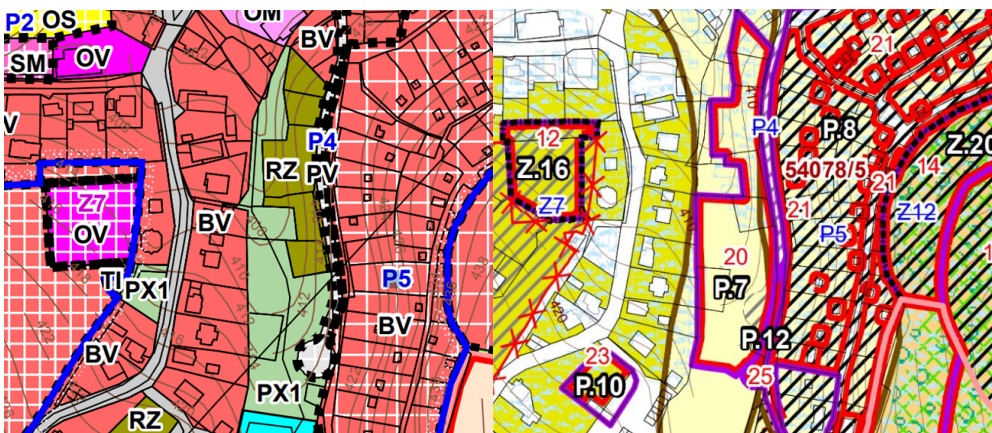 P2 OS
OM
BV
SM
OV
V
P4
RZ
PV
Z7
OV
BV
P5
TI
PX1
BV
BV
PX1
RZ
410
21
12
P4
P.8
Z.20
Z.16
54078/5
14
21
Z7
21
Z12
P5
20
P.7
P.12
420
23
P.10
25